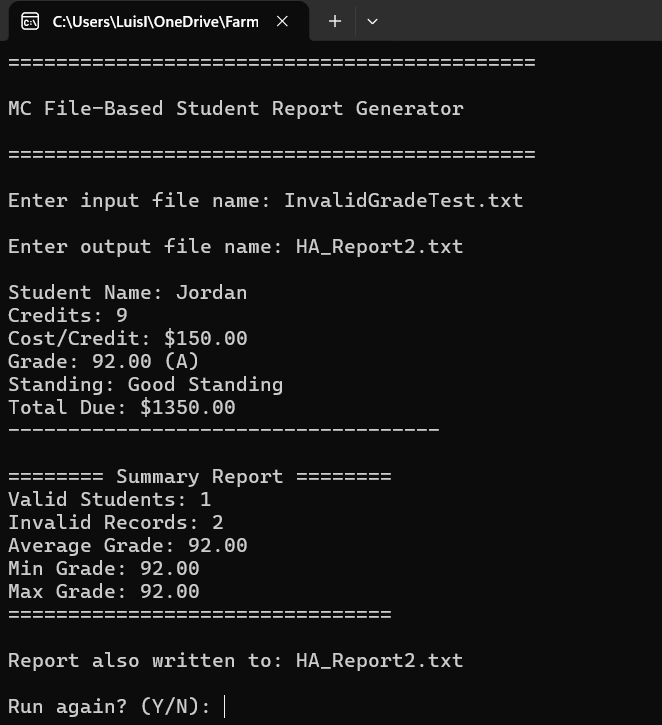 C:\Users\LuisI\OneDrive\Farm
============================================
MC File-Based Student Report Generator
============================================
Enter input file name: InvalidGradeTest.txt
Enter output file name: HA_Report2.txt
Student Name: Jordan
Credits: 9
Cost/Credit: $150.00
Grade: 92.00 (A)
Standing: Good Standing
Total Due: $1350.00
------------------------------------
======== Summary Report ========
Valid Students: 1
Invalid Records: 2
Average Grade: 92.00
Min Grade: 92.00
Max Grade: 92.00
================================
Report also written to: HA_Report2.txt
Run again? (Y/N):